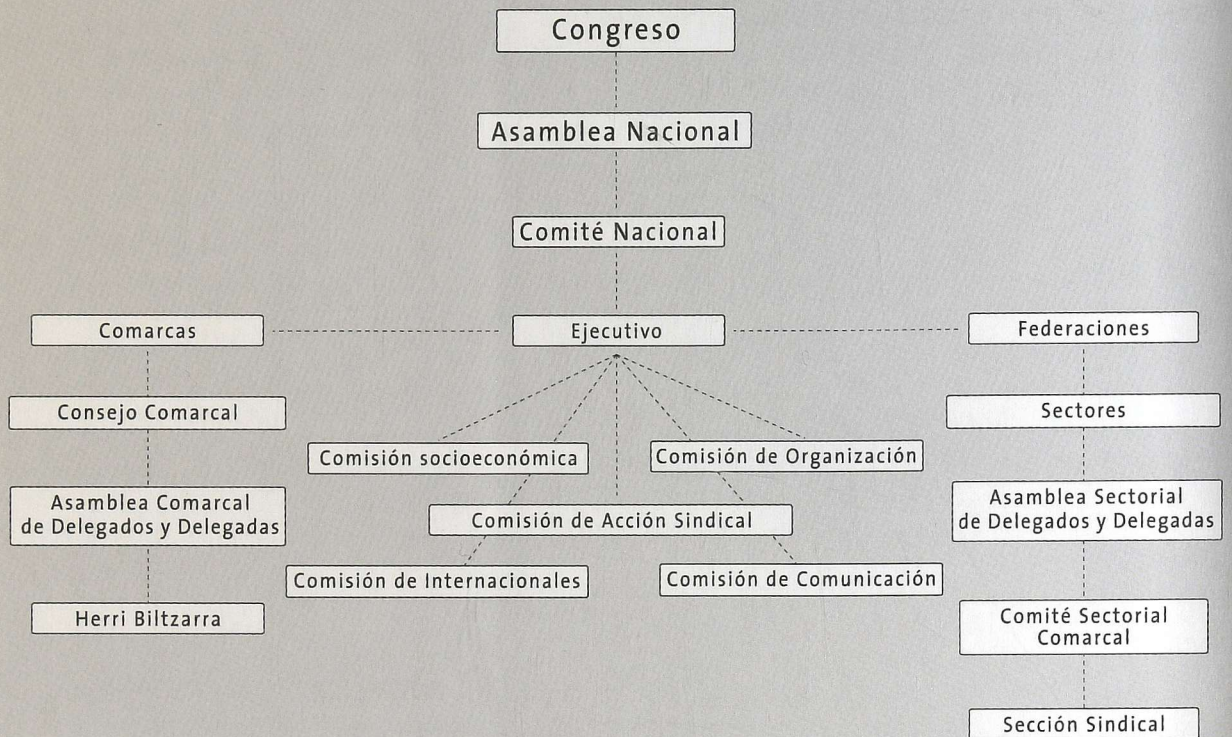 Congreso
Asamblea Nacional
Comité Nacional
Comarcas
Ejecutivo
Federaciones
Consejo Comarcal
Sectores
Comisión socioeconómica
Comisión de Organización
Asamblea Comarcal
de Delegados y Delegadas
Comisión de Acción Sindical
Asamblea Sectorial
de Delegados y Delegadas
Comisión de Internacionales
Comisión de Comunicación
Herri Biltzarra
Comité Sectorial
Comarcal
Sección Sindical